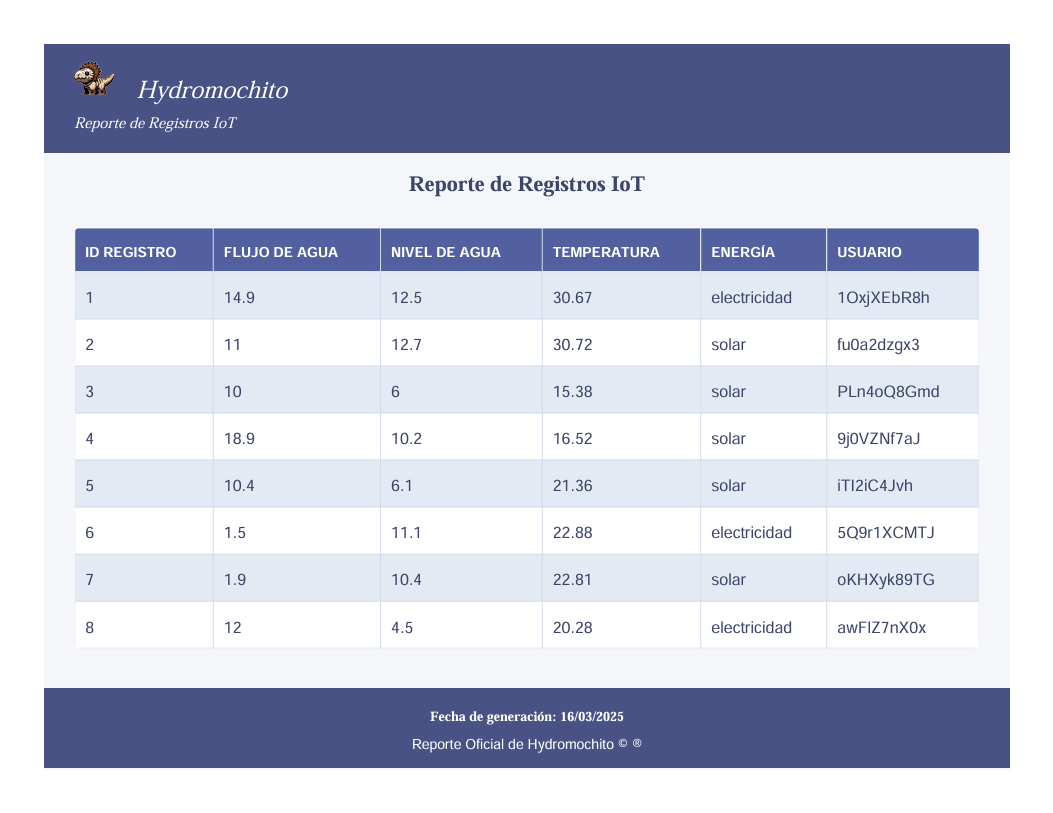 Hydromochito
Reporte de Registros IoT
Reporte de Registros IoT
ID REGISTRO FLUJO DE AGUA NIVEL DE AGUA TEMPERATURA ENERGÍA USUARIO
1 14.9 12.5 30.67 electricidad 1OxjXEbR8h
2 11 12.7 30.72 solar fu0a2dzgx3
3 10 6 15.38 solar PLn4oQ8Gmd
4 18.9 10.2 16.52 solar 9j0VZNf7aJ
5 10.4 6.1 21.36 solar iTI2iC4Jvh
6 1.5 11.1 22.88 electricidad 5Q9r1XCMTJ
7 1.9 10.4 22.81 solar oKHXyk89TG
8 12 4.5 20.28 electricidad awFIZ7nX0x
Fecha de generación: 16/03/2025
Reporte Oficial de Hydromochito © ®